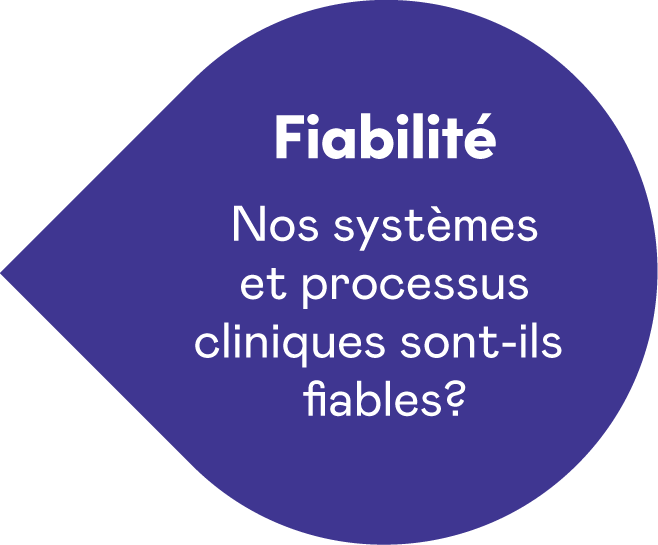 Fiabilité
Nos systèmes
et processus
cliniques sont-ils
fiables?